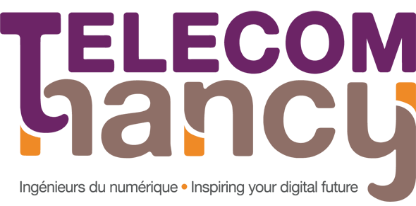 TELECOM
nancy
Ingénieurs du numérique • Inspiring your digital future